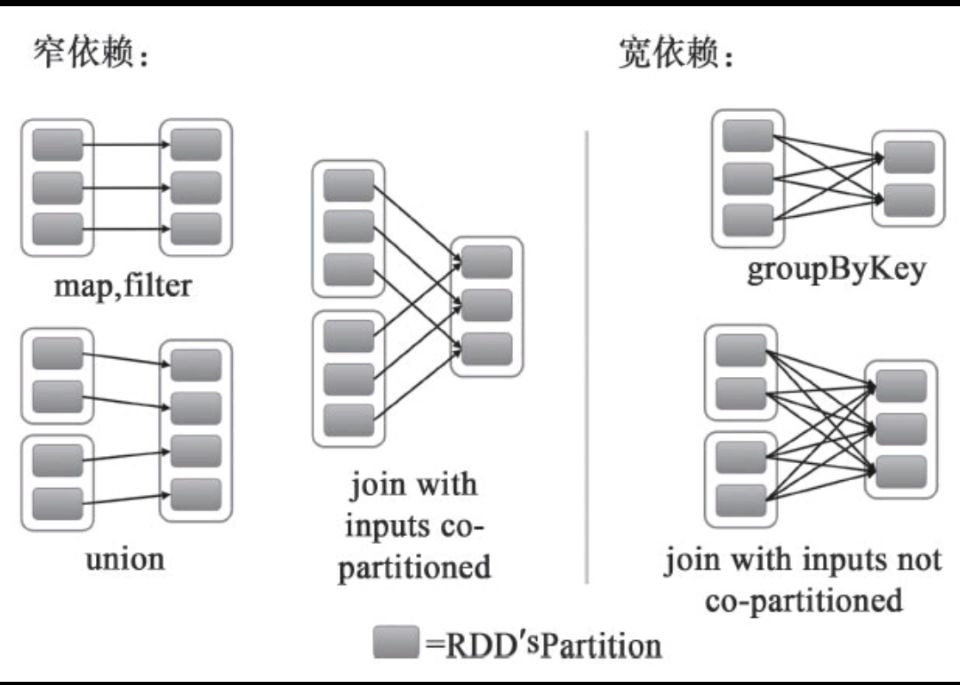 窄依赖：
宽依赖：
map,filter
union
join with
inputs co-
partitioned
groupByKey
join with inputs not
co-partitioned
=RDD'sPartition